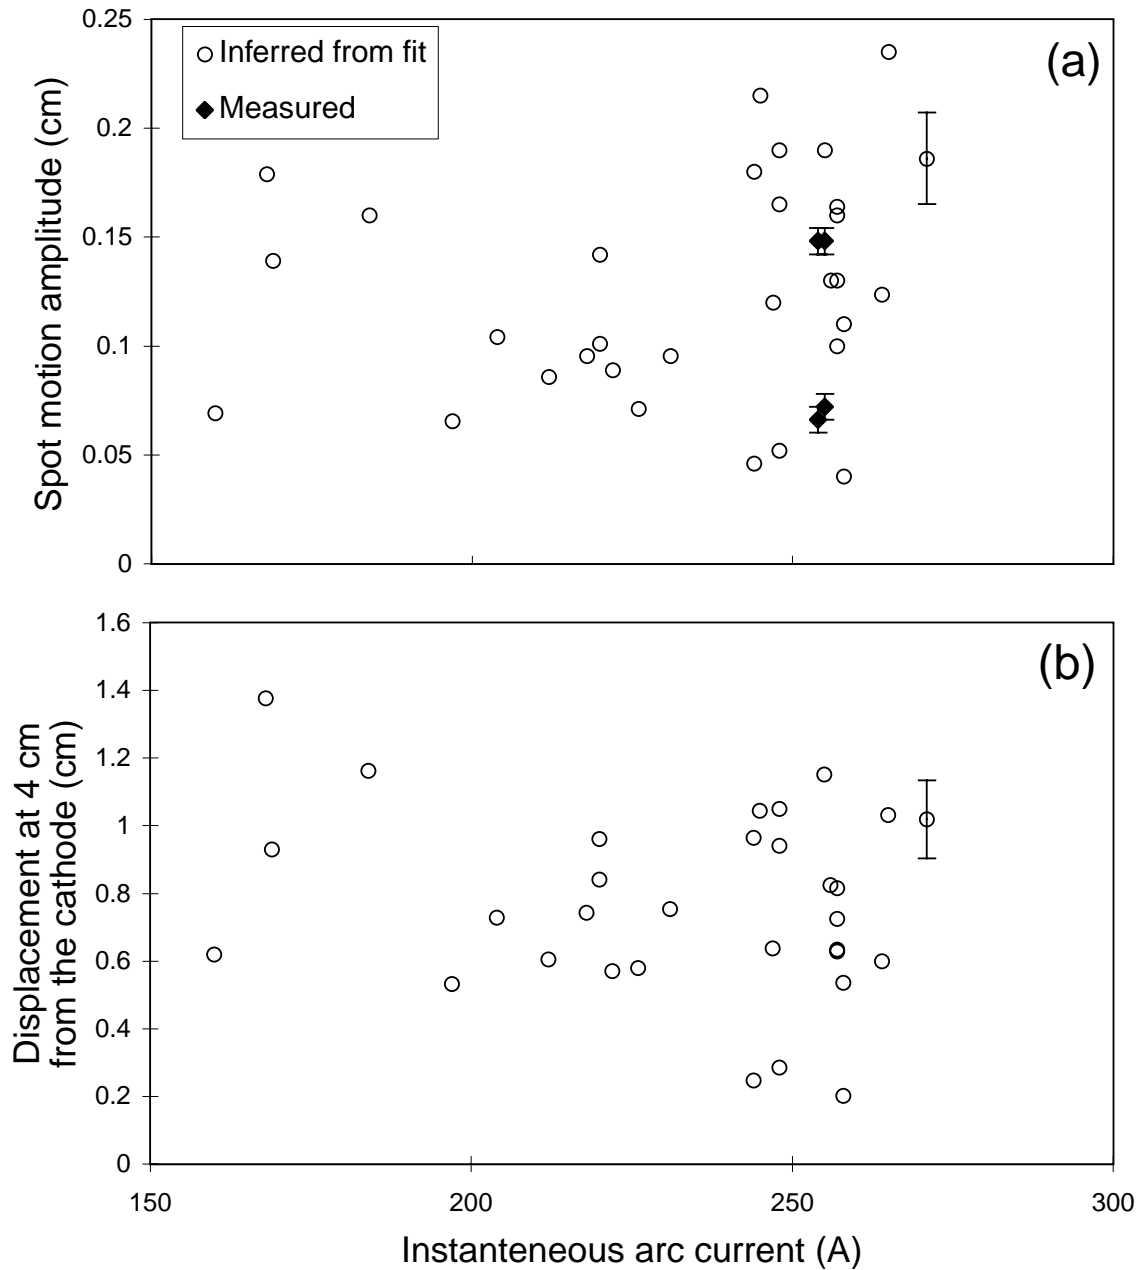 0.25
0.2
0.15
0.1
0.05
0
Spot motion amplitude (cm)
Inferred from fit
Measured
(a)
1.6
1.4
1.2
1
0.8
0.6
0.4
0.2
0
Displacement at 4 cm
from the cathode (cm)
(b)
150
200
250
300
Instanteneous arc current (A)